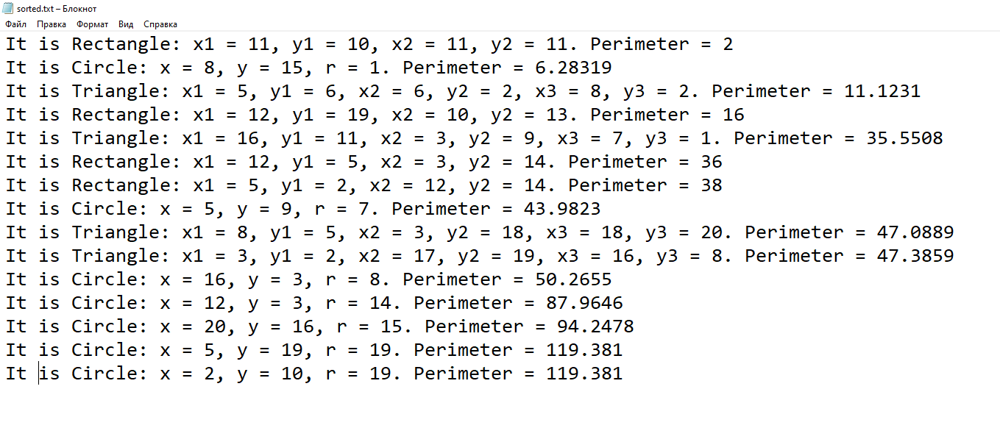 sorted.txt – Блокнот
Файл Правка Формат Вид Справка
It is Rectangle: x1 = 11, y1 = 10, x2 = 11, y2 = 11. Perimeter = 2
It is Circle: x = 8, y = 15, r = 1. Perimeter = 6.28319
It is Triangle: x1 = 5, y1 = 6, x2 = 6, y2 = 2, x3 = 8, y3 = 2. Perimeter = 11.1231
It is Rectangle: x1 = 12, y1 = 19, x2 = 10, y2 = 13. Perimeter = 16
It is Triangle: x1 = 16, y1 = 11, x2 = 3, y2 = 9, x3 = 7, y3 = 1. Perimeter = 35.5508
It is Rectangle: x1 = 12, y1 = 5, x2 = 3, y2 = 14. Perimeter = 36
It is Rectangle: x1 = 5, y1 = 2, x2 = 12, y2 = 14. Perimeter = 38
It is Circle: x = 5, y = 9, r = 7. Perimeter = 43.9823
It is Triangle: x1 = 8, y1 = 5, x2 = 3, y2 = 18, x3 = 18, y3 = 20. Perimeter = 47.0889
It is Triangle: x1 = 3, y1 = 2, x2 = 17, y2 = 19, x3 = 16, y3 = 8. Perimeter = 47.3859
It is Circle: x = 16, y = 3, r = 8. Perimeter = 50.2655
It is Circle: x = 12, y = 3, r = 14. Perimeter = 87.9646
It is Circle: x = 20, y = 16, r = 15. Perimeter = 94.2478
It is Circle: x = 5, y = 19, r = 19. Perimeter = 119.381
It is Circle: x = 2, y = 10, r = 19. Perimeter = 119.381